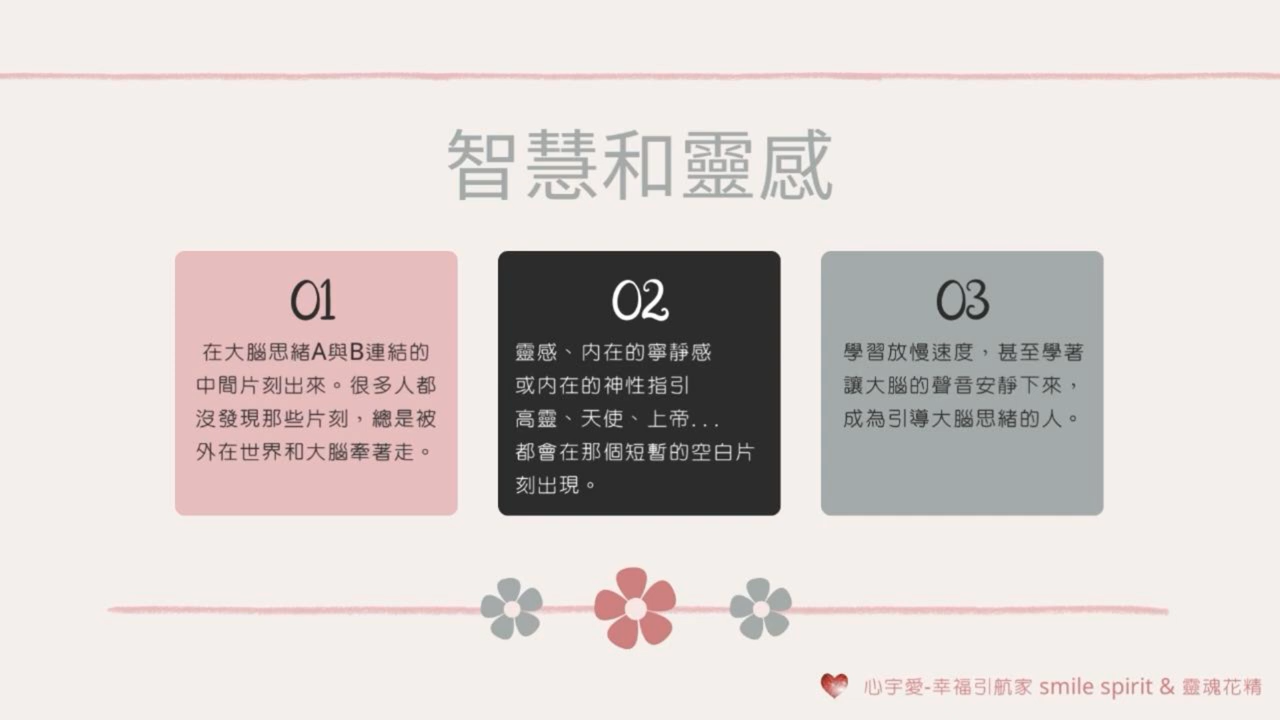 智慧和靈感
01
在大腦思緒A與B連結的
中間片刻出來。很多人都
沒發現那些片刻，總是被
外在世界和大腦牽著走。
02
靈感、內在的寧靜感
或內在的神性指引
高靈、天使、上帝...
都會在那個短暫的空白片
刻出現。
03
學習放慢速度，甚至學著
讓大腦的聲音安靜下來，
成為引導大腦思緒的人。
心宇愛-幸福引航家 smile spirit & 靈魂花精